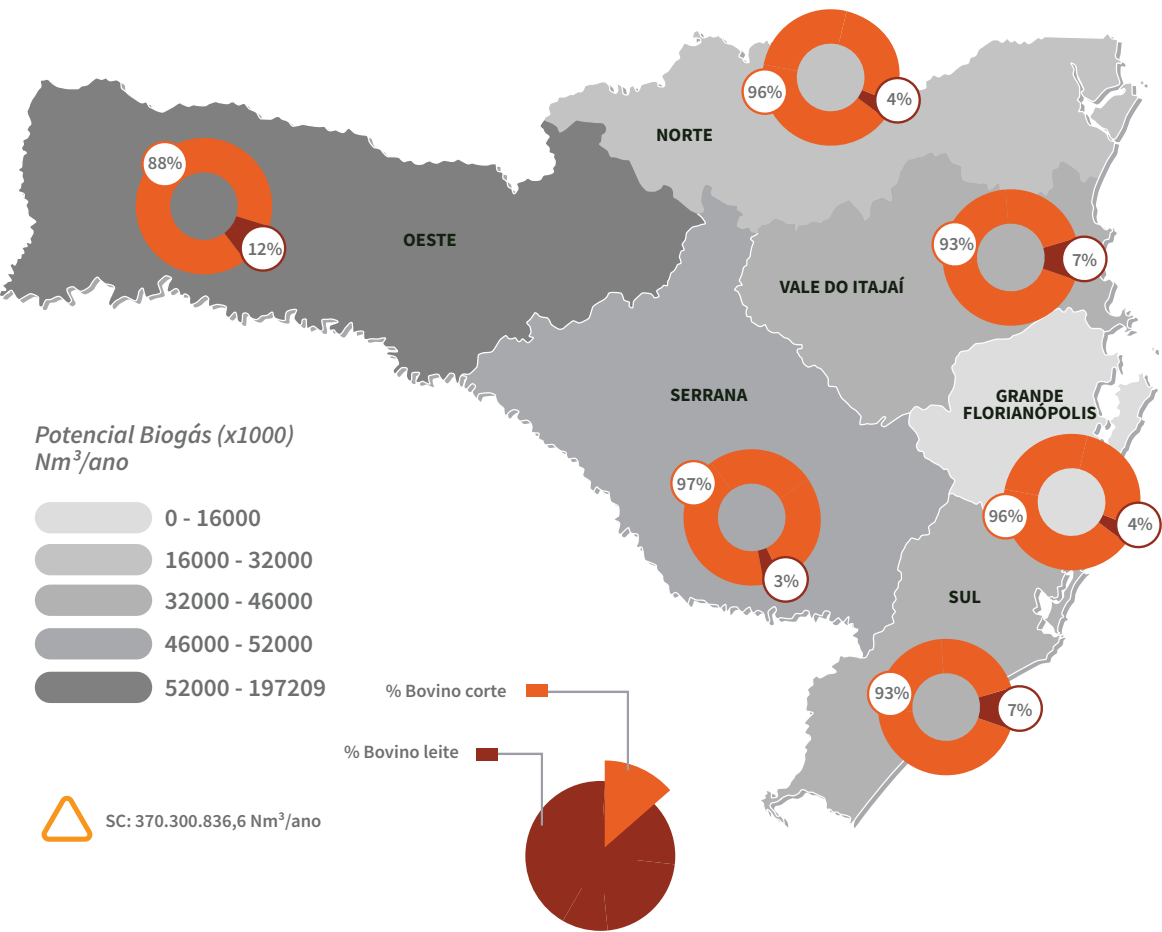 96%
4%
NORTE
88%
12%
OESTE
93%
7%
VALE DO ITAJAÍ
SERRANA
GRANDE
FLORIANÓPOLIS
97%
3%
96%
4%
SUL
93%
7%
Potencial Biogás (x1000)
Nm³/ano
0 - 16000
16000 - 32000
32000 - 46000
46000 - 52000
52000 - 197209
% Bovino corte
% Bovino leite
SC: 370.300.836,6 Nm³/ano